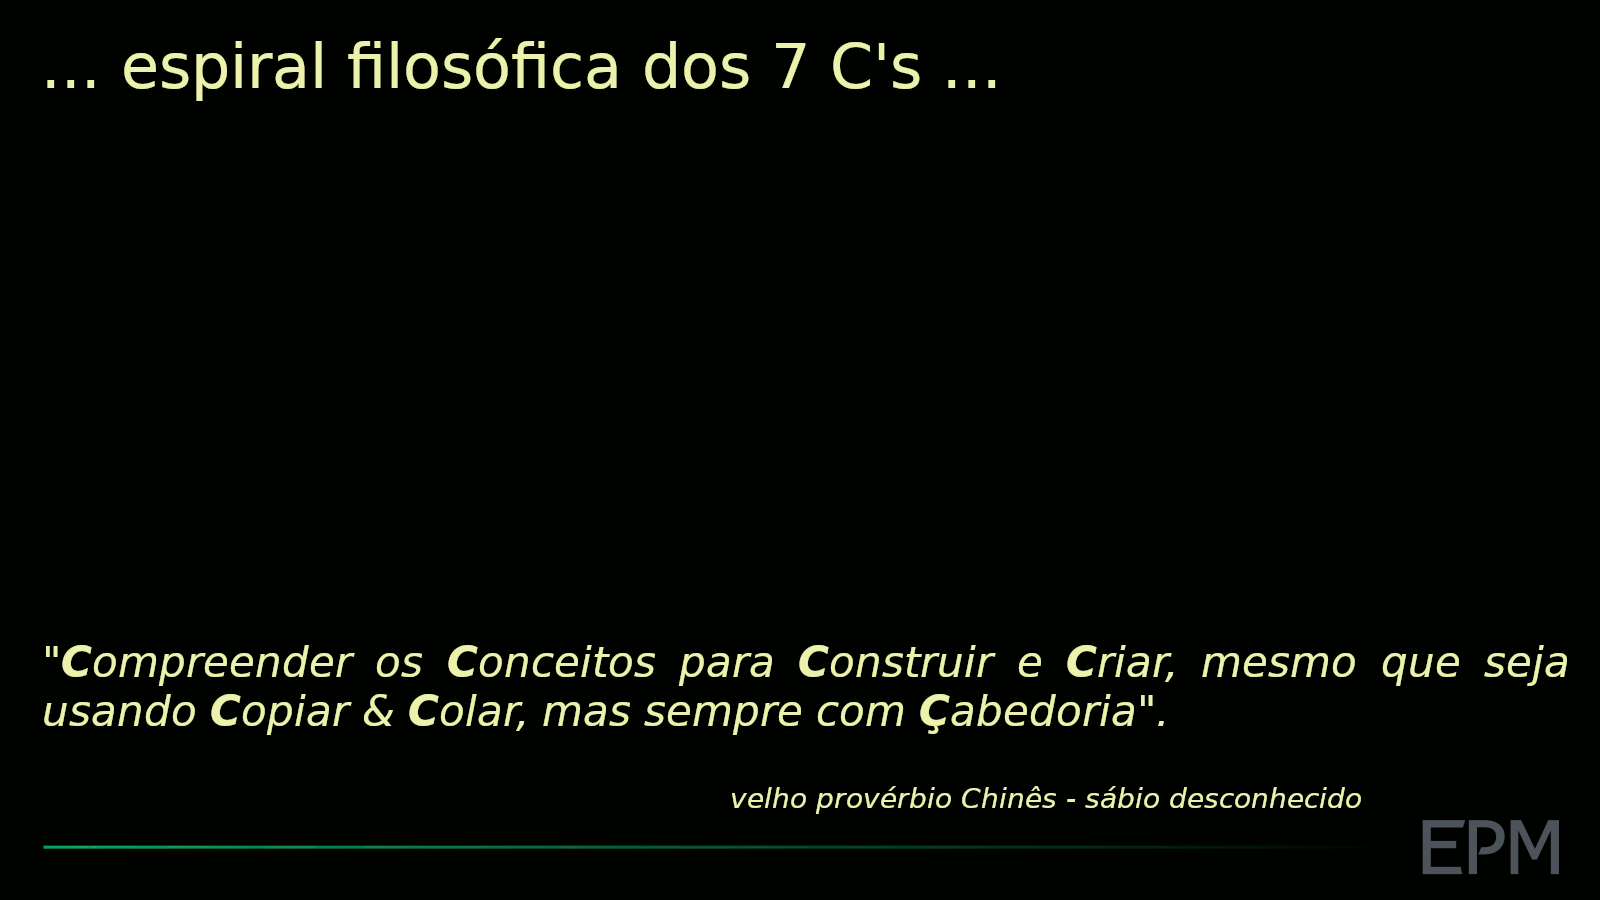 ... espiral filosófica dos 7 C's ...
"Compreender os Conceitos para Construir e Criar, mesmo que seja
usando Copiar & Colar, mas sempre com Çabedoria".
velho provérbio Chinês - sábio desconhecido
EPM